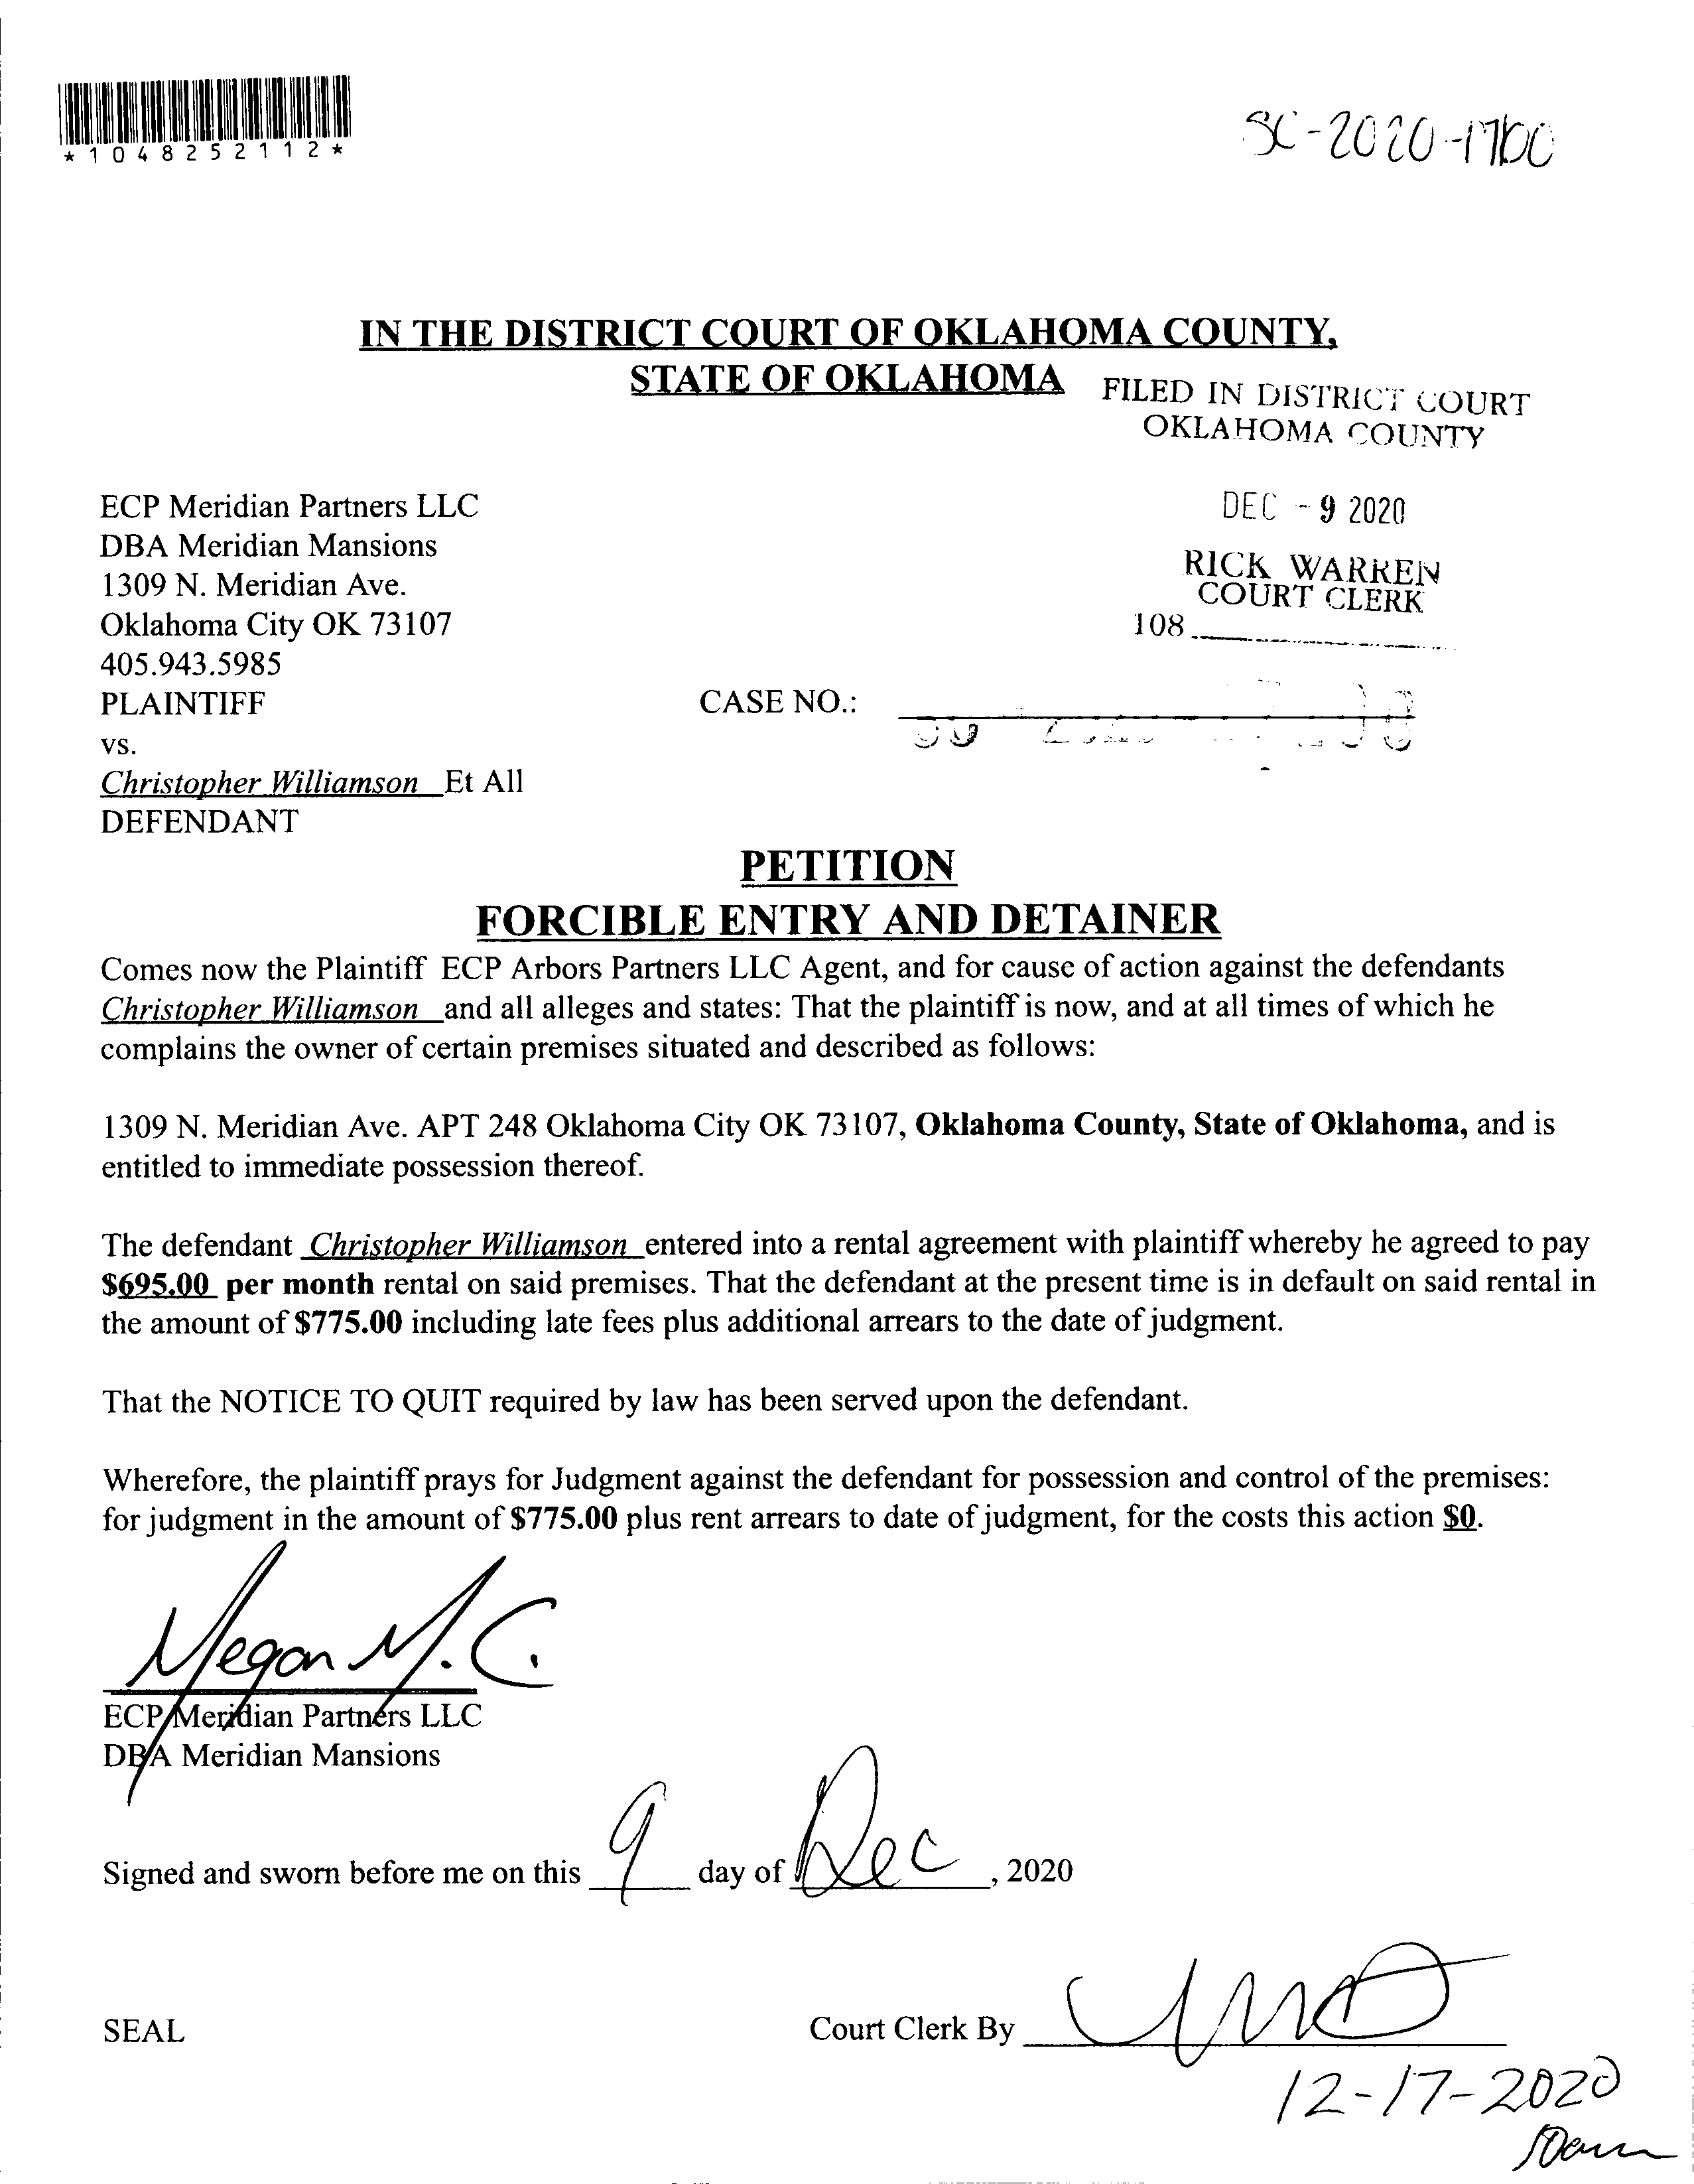 *1048252112*
SC-2020-17100
IN THE DISTRICT COURT OF OKLAHOMA COUNTY,
STATE OF OKLAHOMA
FILED IN DISTRICT COURT
OKLAHOMA COUNTY
ECP Meridian Partners LLC
DBA Meridian Mansions
1309 N. Meridian Ave.
Oklahoma City OK 73107
405.943.5985
DEC - 9 2020
RICK WARREN
COURT CLERK
108
PLAINTIFF
CASE NO.:
vs.
Christopher Williamson Et All
DEFENDANT
PETITION
FORCIBLE ENTRY AND DETAINER
Comes now the Plaintiff ECP Arbors Partners LLC Agent, and for cause of action against the defendants
Christopher Williamson and all alleges and states: That the plaintiff is now, and at all times of which he
complains the owner of certain premises situated and described as follows:
1309 N. Meridian Ave. APT 248 Oklahoma City OK 73107, Oklahoma County, State of Oklahoma, and is
entitled to immediate possession thereof.
The defendant Christopher Williamson entered into a rental agreement with plaintiff whereby he agreed to pay
$695.00 per month rental on said premises. That the defendant at the present time is in default on said rental in
the amount of $775.00 including late fees plus additional arrears to the date of judgment.
That the NOTICE TO QUIT required by law has been served upon the defendant.
Wherefore, the plaintiff prays for Judgment against the defendant for possession and control of the premises:
for judgment in the amount of $775.00 plus rent arrears to date of judgment, for the costs this action $0.
Megan M. C.
ECP Meridian Partners LLC
DBA Meridian Mansions
Signed and sworn before me on this 9 day of Dec, 2020
SEAL
Court Clerk By
12-17-2020
10am